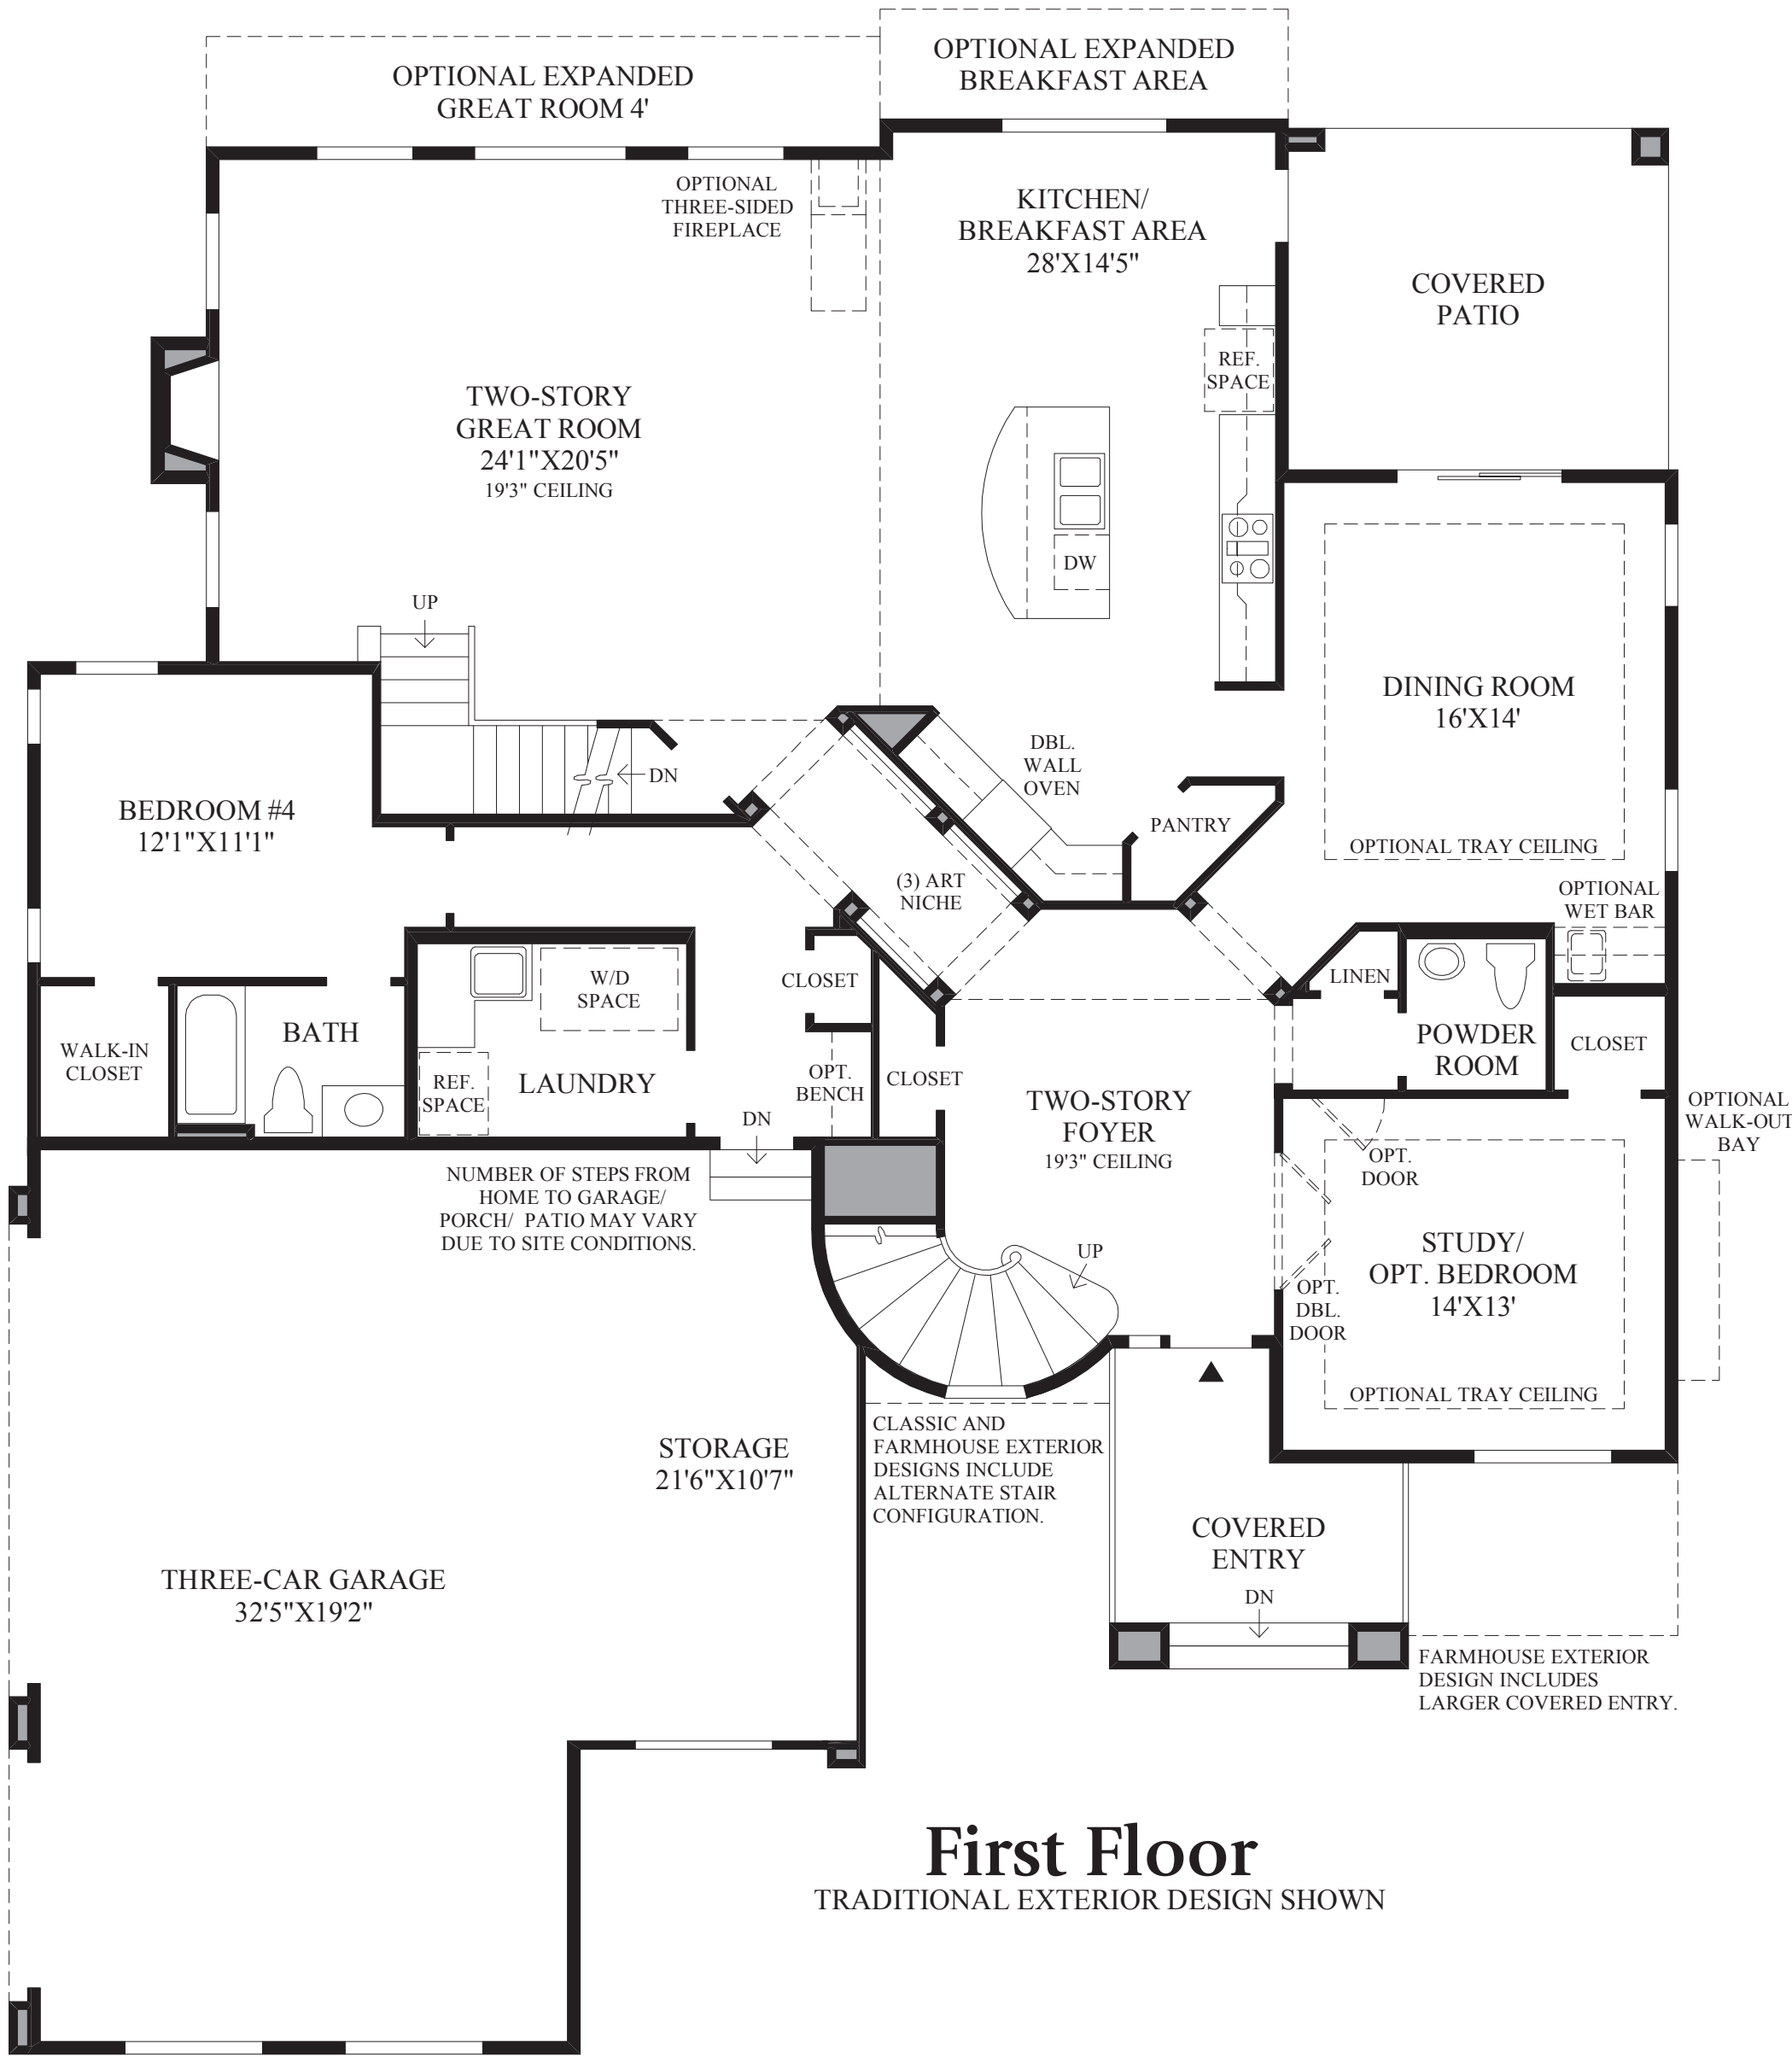 OPTIONAL EXPANDED
GREAT ROOM 4'
OPTIONAL EXPANDED
BREAKFAST AREA
OPTIONAL
THREE-SIDED
FIREPLACE
KITCHEN/
BREAKFAST AREA
28'X14'5"
COVERED
PATIO
REF.
SPACE
TWO-STORY
GREAT ROOM
24'1"X20'5"
19'3" CEILING
DW
UP
DINING ROOM
16'X14'
OPTIONAL TRAY CEILING
DN
DBL.
WALL
OVEN
PANTRY
BEDROOM #4
12'1"X11'1"
(3) ART
NICHE
OPTIONAL
WET BAR
W/D
SPACE
CLOSET
LINEN
BATH
POWDER
ROOM
CLOSET
WALK-IN
CLOSET
REF.
SPACE
LAUNDRY
OPT.
BENCH
CLOSET
TWO-STORY
FOYER
19'3" CEILING
OPTIONAL
WALK-OUT
BAY
DN
OPT.
DOOR
NUMBER OF STEPS FROM
HOME TO GARAGE/
PORCH/ PATIO MAY VARY
DUE TO SITE CONDITIONS.
UP
STUDY/
OPT. BEDROOM
14'X13'
OPT.
DBL.
DOOR
OPTIONAL TRAY CEILING
CLASSIC AND
FARMHOUSE EXTERIOR
DESIGNS INCLUDE
ALTERNATE STAIR
CONFIGURATION.
STORAGE
21'6"X10'7"
COVERED
ENTRY
DN
THREE-CAR GARAGE
32'5"X19'2"
FARMHOUSE EXTERIOR
DESIGN INCLUDES
LARGER COVERED ENTRY.
First Floor
TRADITIONAL EXTERIOR DESIGN SHOWN